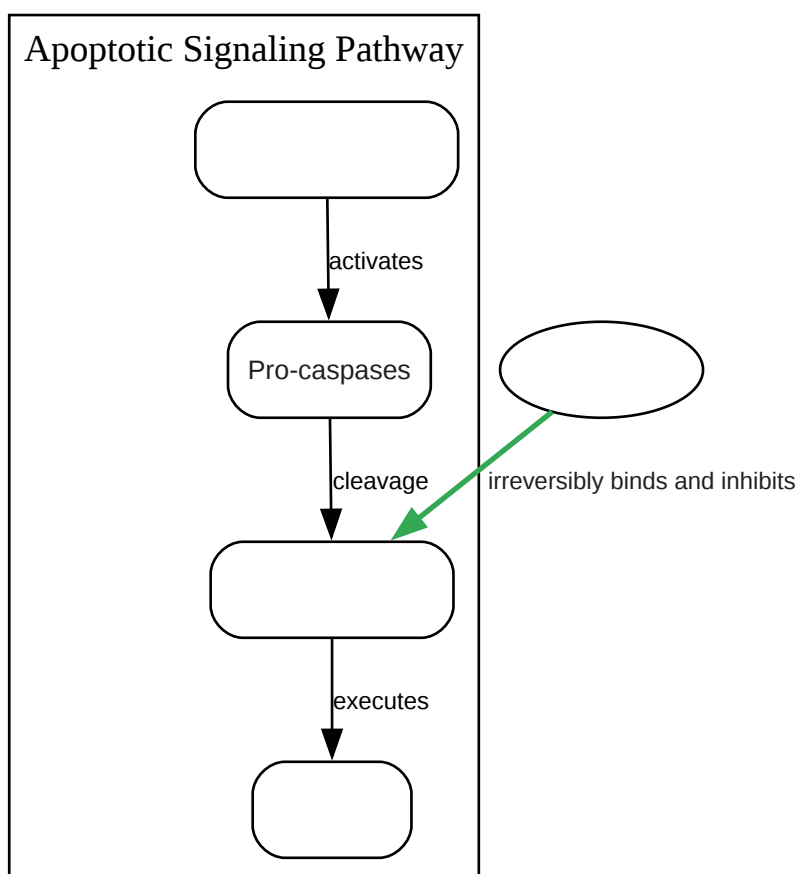 Apoptotic Signaling Pathway
activates
Pro-caspases
cleavage
irreversibly binds and inhibits
executes